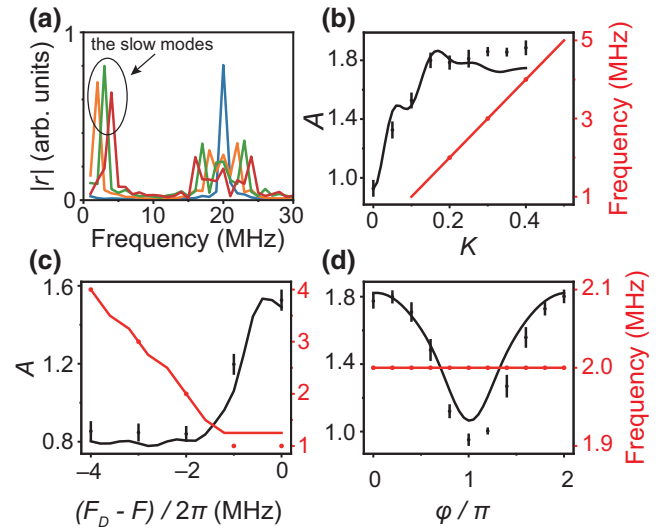 (a)
1
the slow modes
|r| (arb. units)
0
0 10 20 30
Frequency (MHz)
(b)
1.8
1.4
1.0
A
5
3
1
Frequency (MHz)
0.0 0.2 0.4
K
(c)
1.6
1.2
0.8
A
4
3
2
1
−4 −2 0
(F_D - F) / 2π (MHz)
(d)
1.8
1.4
1.0
2.1
2.0
1.9
Frequency (MHz)
0 1 2
φ / π